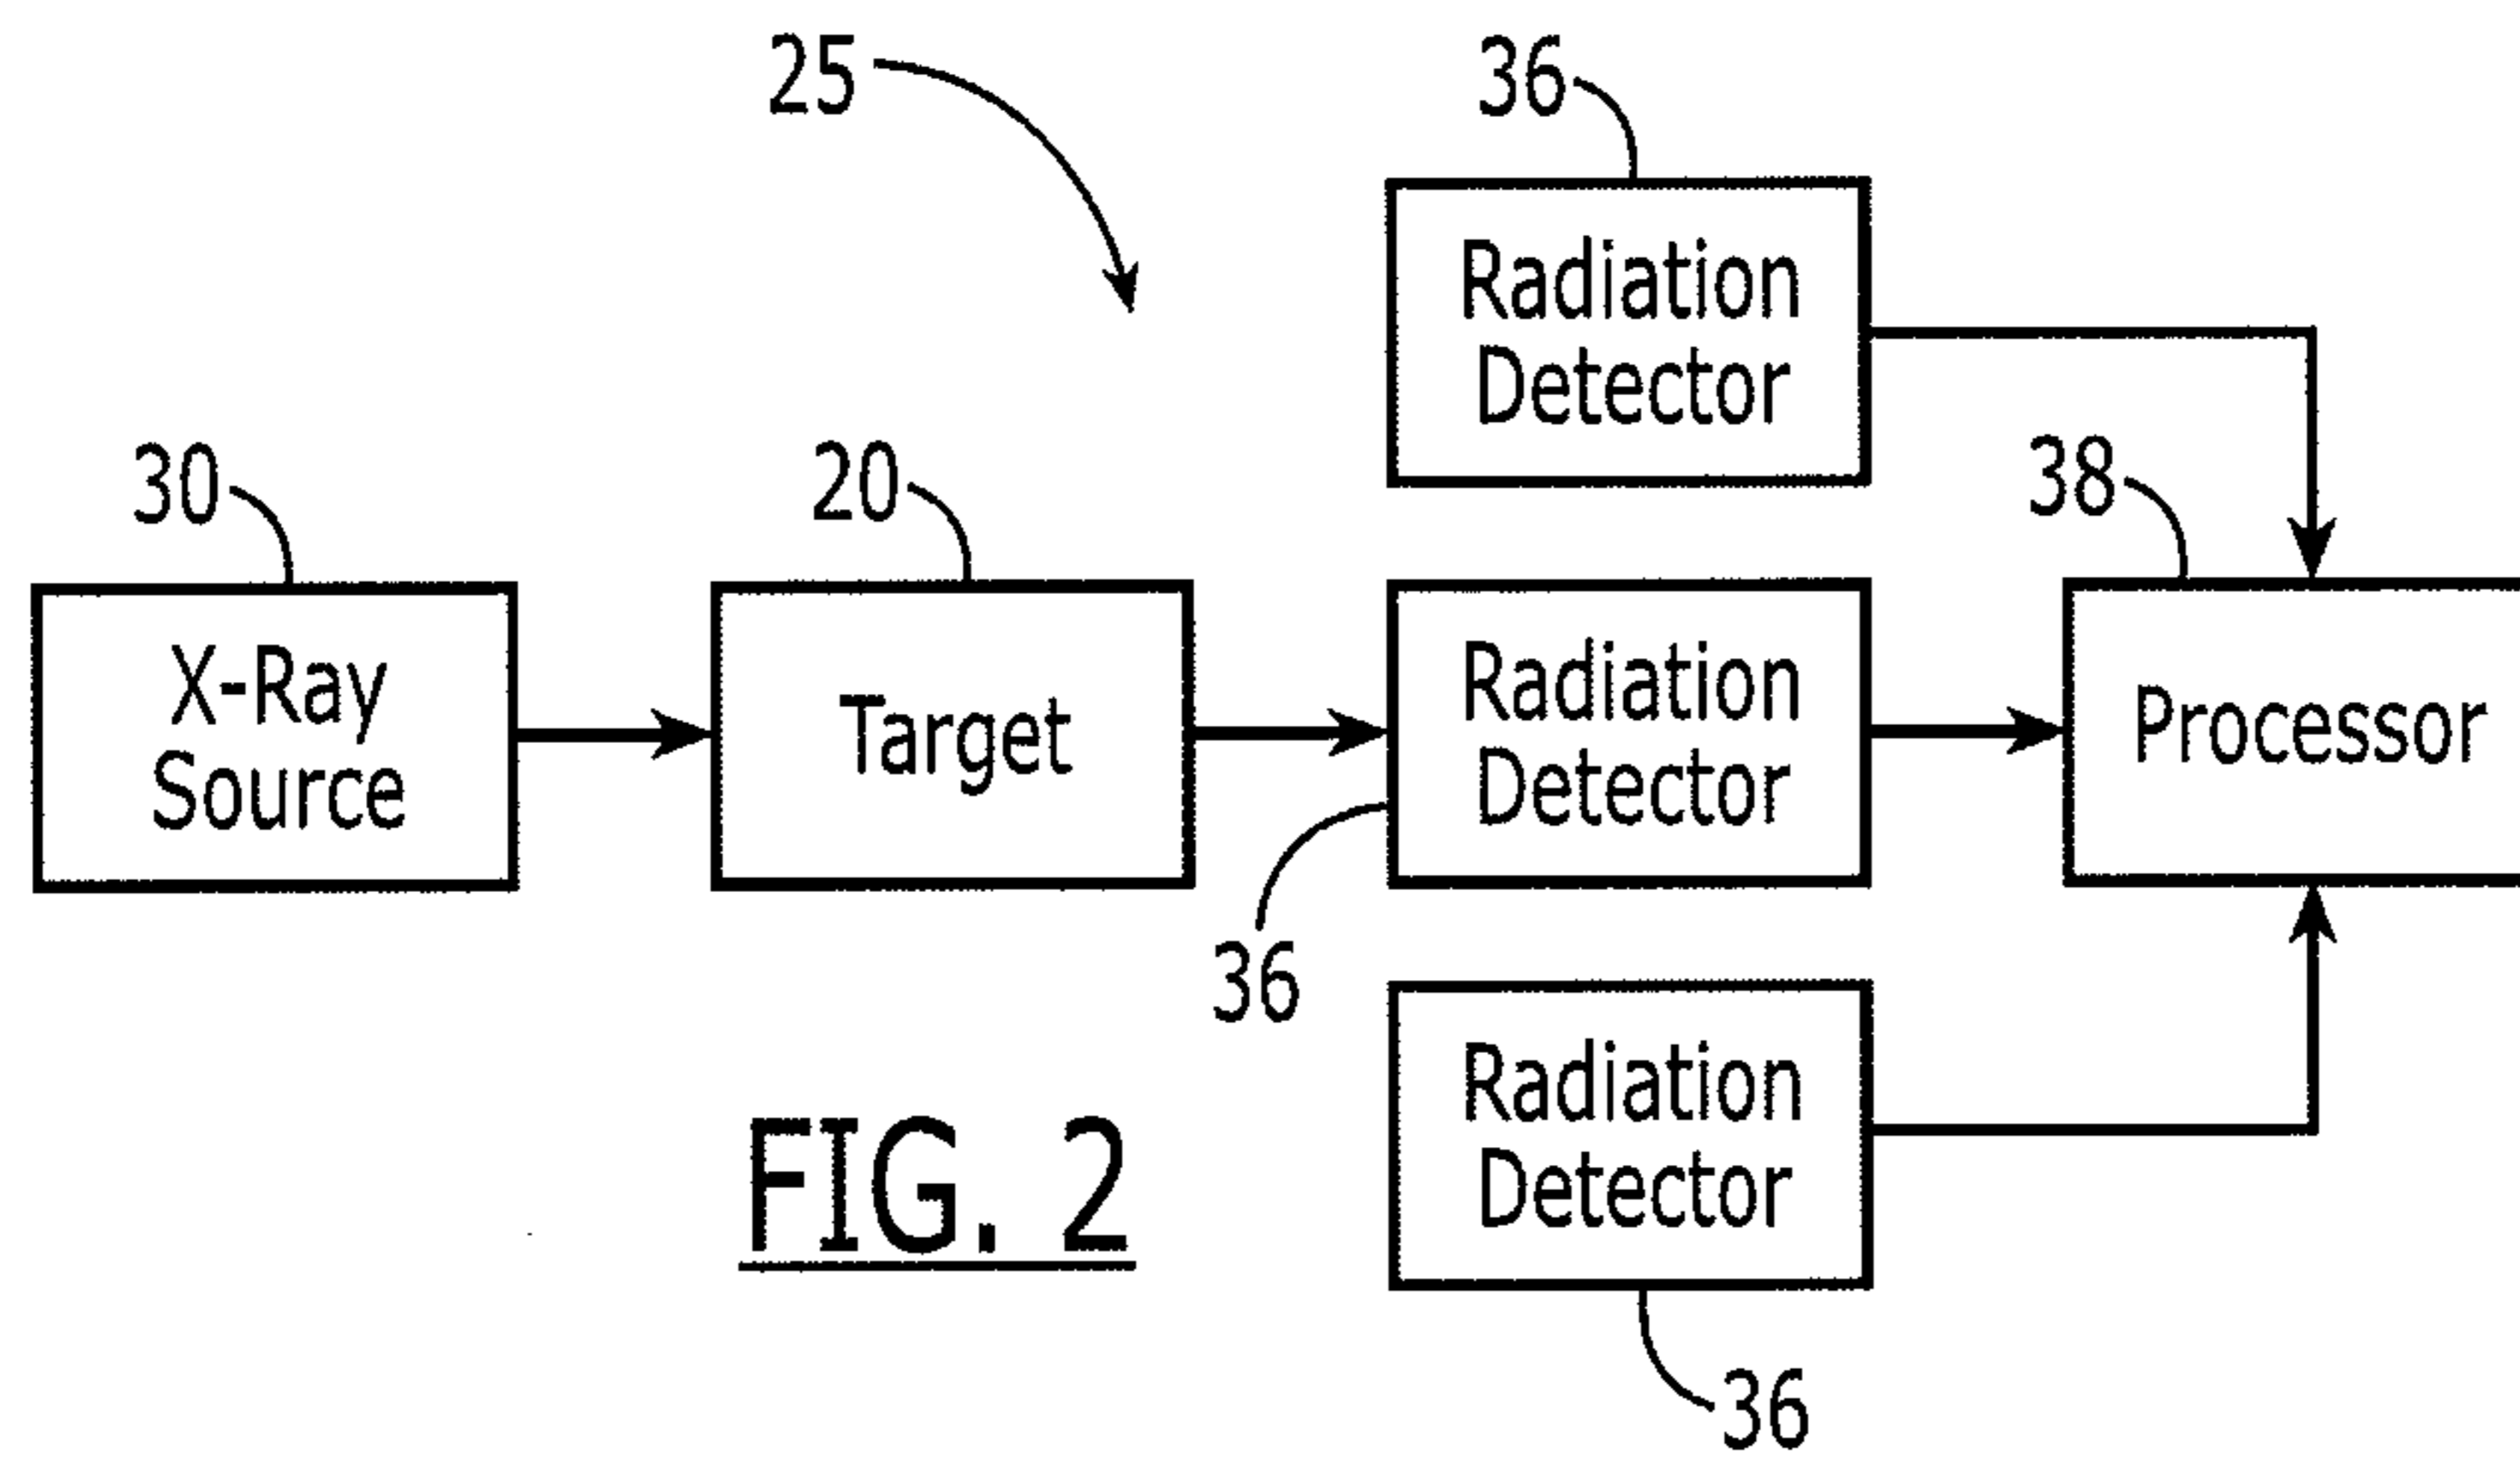 25
36
Radiation
Detector
30
20
38
X-Ray
Source
Target
Radiation
Detector
Processor
36
Radiation
Detector
FIG. 2
36